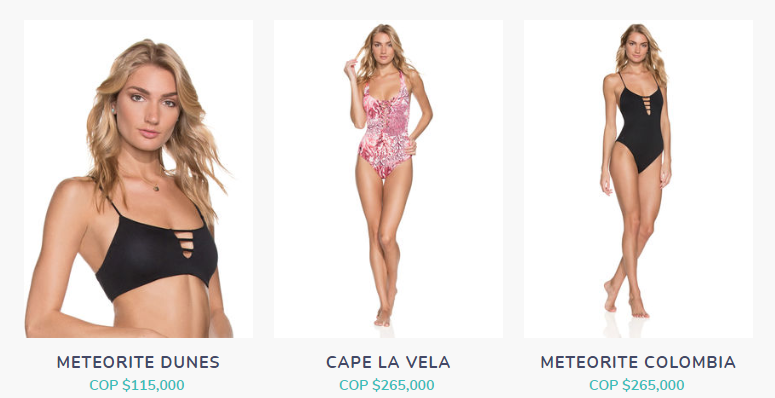 METEORITE DUNES
COP $115,000
CAPE LA VELA
COP $265,000
METEORITE COLOMBIA
COP $265,000